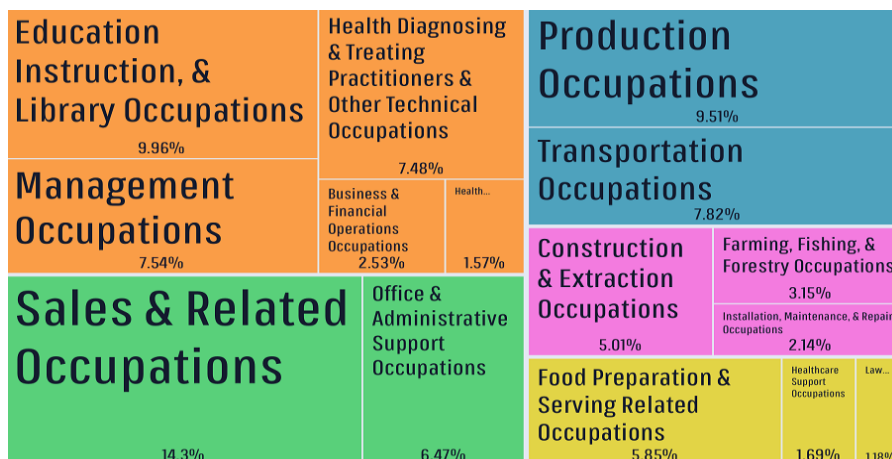 Education
Instruction, &
Library Occupations
9.96%
Management
Occupations
7.54%
Health Diagnosing
& Treating
Practitioners &
Other Technical
Occupations
7.48%
Business &
Financial
Operations
Occupations
2.53%
Health...
1.57%
Sales & Related
Occupations
14.3%
Office &
Administrative
Support
Occupations
6.47%
Production
Occupations
9.51%
Transportation
Occupations
7.82%
Construction
& Extraction
Occupations
5.01%
Farming, Fishing, &
Forestry Occupations
3.15%
Installation, Maintenance, & Repair
Occupations
2.14%
Food Preparation &
Serving Related
Occupations
5.85%
Healthcare
Support
Occupations
1.69%
Law...
1.18%